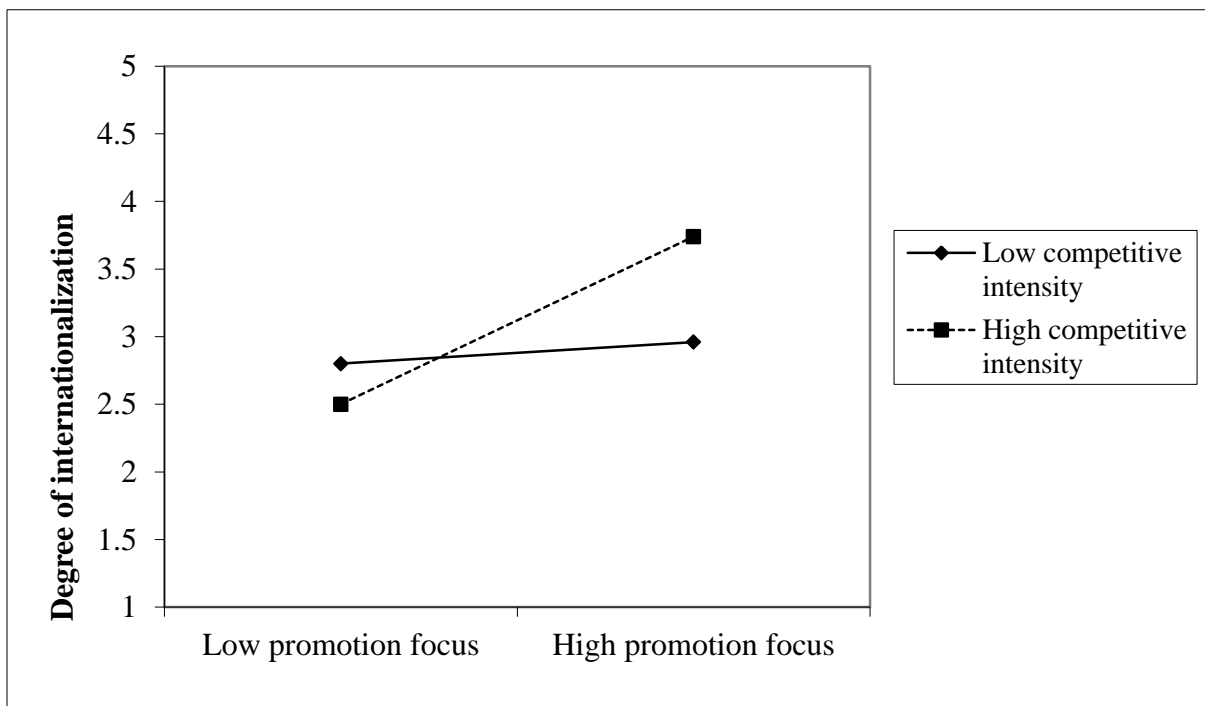 Degree of internationalization
5
4.5
4
3.5
3
2.5
2
1.5
1
Low promotion focus
High promotion focus
Low competitive
intensity
High competitive
intensity